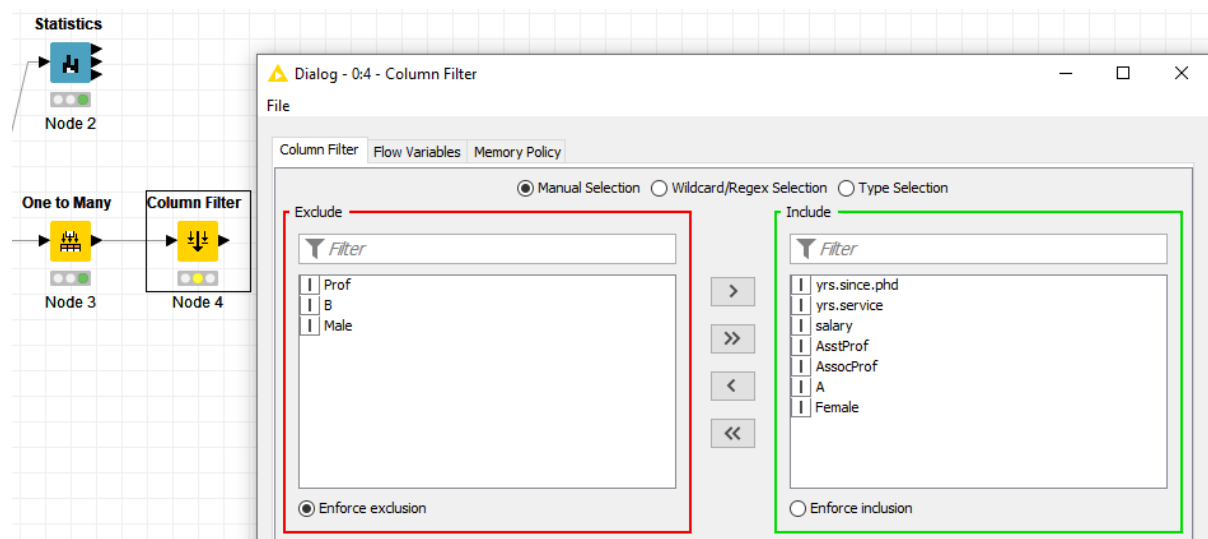 Statistics
Node 2
One to Many
Column Filter
Node 3
Node 4
Dialog - 0:4 - Column Filter
File
Column Filter Flow Variables Memory Policy
Manual Selection Wildcard/Regex Selection Type Selection
Exclude
Filter
I Prof
I B
I Male
Enforce exclusion
>
>>
<
<<
Include
Filter
I yrs.since.phd
I yrs.service
I salary
I AsstProf
I AssocProf
I A
I Female
Enforce inclusion